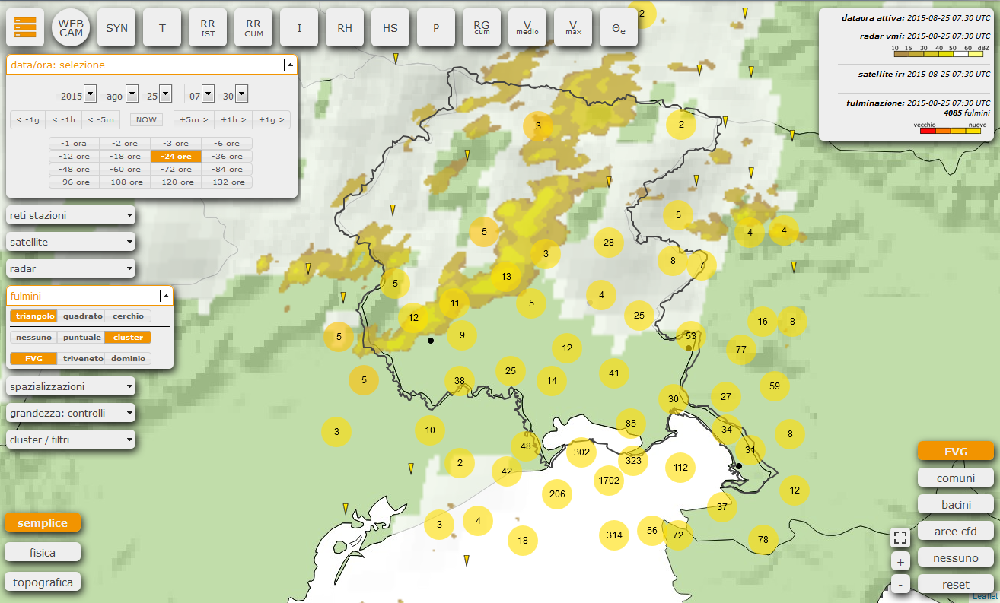 WEB
CAM
SYN
T
RR
IST
RR
CUM
I
RH
HS
P
RG
cum
V
medio
V
max
Θe
2
dataora attiva: 2015-08-25 07:30 UTC
radar vmi: 2015-08-25 07:30 UTC
10 15 30 40 50 60 dBZ
satellite ir: 2015-08-25 07:30 UTC
fulminazione: 2015-08-25 07:30 UTC
4085 fulmini
vecchio nuovo
data/ora: selezione
2015 ago 25 07 30
< -1g < -1h < -5m NOW +5m > +1h > +1g >
-1 ora -2 ore -3 ore -6 ore
-12 ore -18 ore -24 ore -36 ore
-48 ore -60 ore -72 ore -84 ore
-96 ore -108 ore -120 ore -132 ore
reti stazioni
satellite
radar
fulmini
triangolo quadrato cerchio
nessuno puntuale cluster
FVG triveneto dominio
spazializzazioni
grandezza: controlli
cluster / filtri
semplice
fisica
topografica
3
2
5
5
4
4
28
3
8
7
13
5
4
11
5
12
25
16
8
5
9
53
12
77
25
41
5
38
14
59
30
27
85
3
10
34
8
48
31
302
2
323
112
42
1702
12
206
37
4
3
56
314
72
18
78
FVG
comuni
bacini
aree cfd
nessuno
reset
+
-
Leaflet